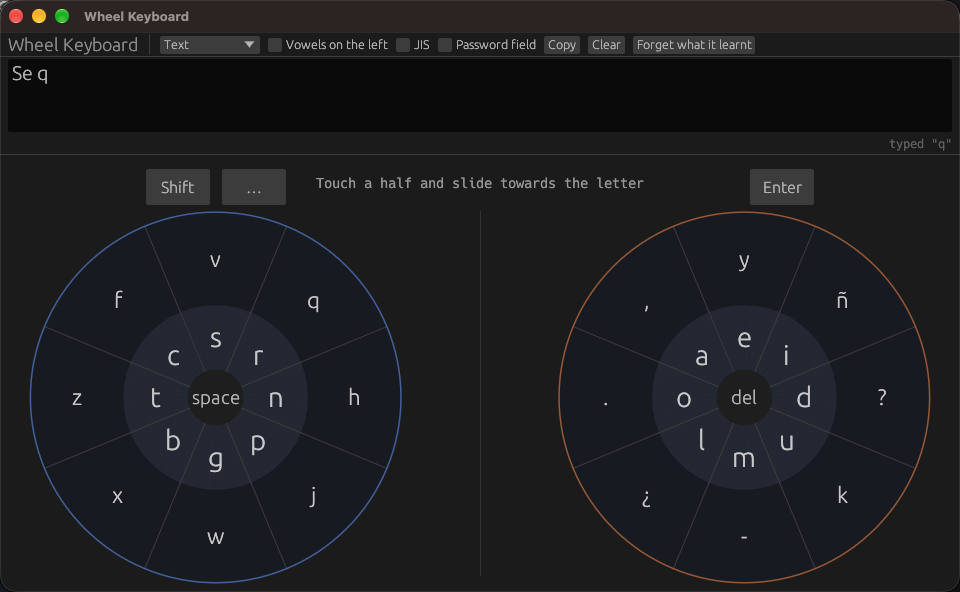 Wheel Keyboard
Wheel Keyboard Text Vowels on the left JIS Password field Copy Clear Forget what it learnt
Se q
typed "q"
Shift ... Touch a half and slide towards the letter Enter
v
f q
s
c r
z t space n h
b p
g
x j
w
y
, ñ
e
a i
. o del d ?
l u
m
¿ k
-